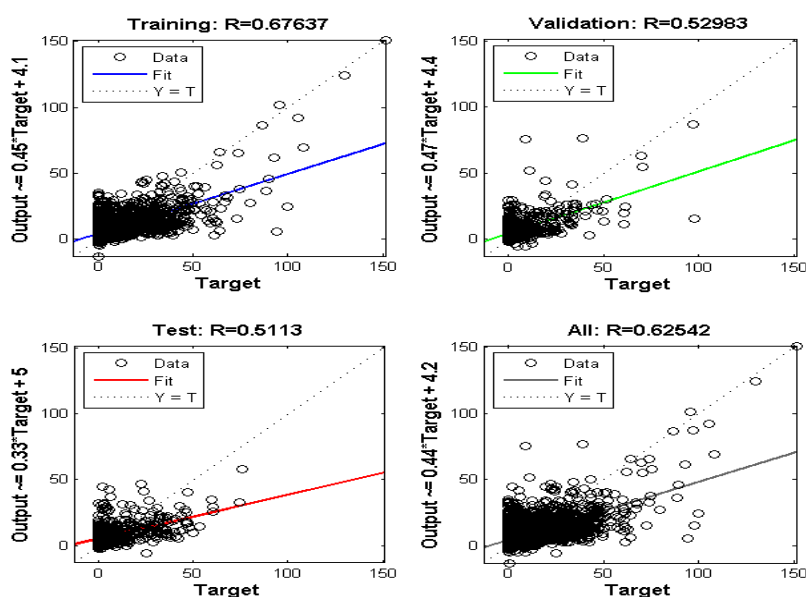 Training: R=0.67637
Output ~= 0.45*Target + 4.1
150
100
50
0
Data
Fit
Y = T
0
50
100
150
Target
Validation: R=0.52983
Output ~= 0.47*Target + 4.4
150
100
50
0
Data
Fit
Y = T
0
50
100
150
Target
Test: R=0.5113
Output ~= 0.33*Target + 5
150
100
50
0
Data
Fit
Y = T
0
50
100
150
Target
All: R=0.62542
Output ~= 0.44*Target + 4.2
150
100
50
0
Data
Fit
Y = T
0
50
100
150
Target